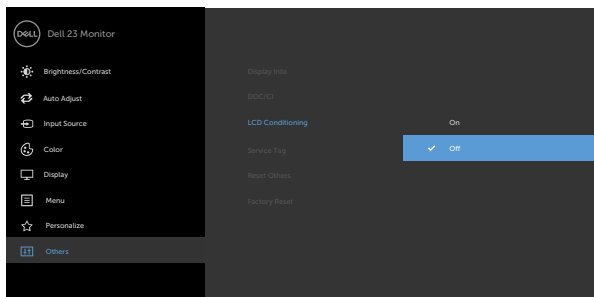 DELL Dell 23 Monitor
Brightness/Contrast
Auto Adjust
Input Source
Color
Display
Menu
Personalize
Others
Display Info
DDC/CI
LCD Conditioning
Service Tag
Reset Others
Factory Reset
On
Off